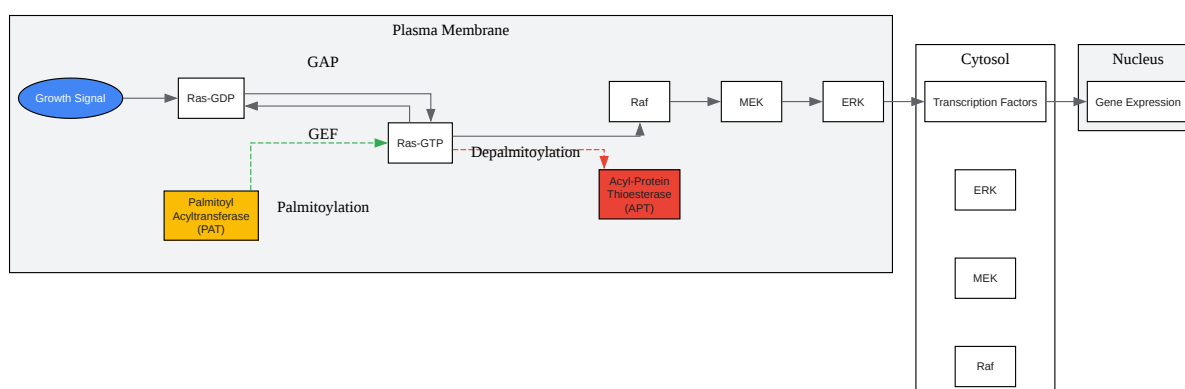 Plasma Membrane
GAP
Growth Signal
Ras-GDP
GEF
Ras-GTP
Depalmitoylation
Palmitoyl
Acyltransferase
(PAT)
Palmitoylation
Acyl-Protein
Thioesterase
(APT)
Raf
MEK
ERK
Cytosol
Transcription Factors
ERK
MEK
Raf
Nucleus
Gene Expression